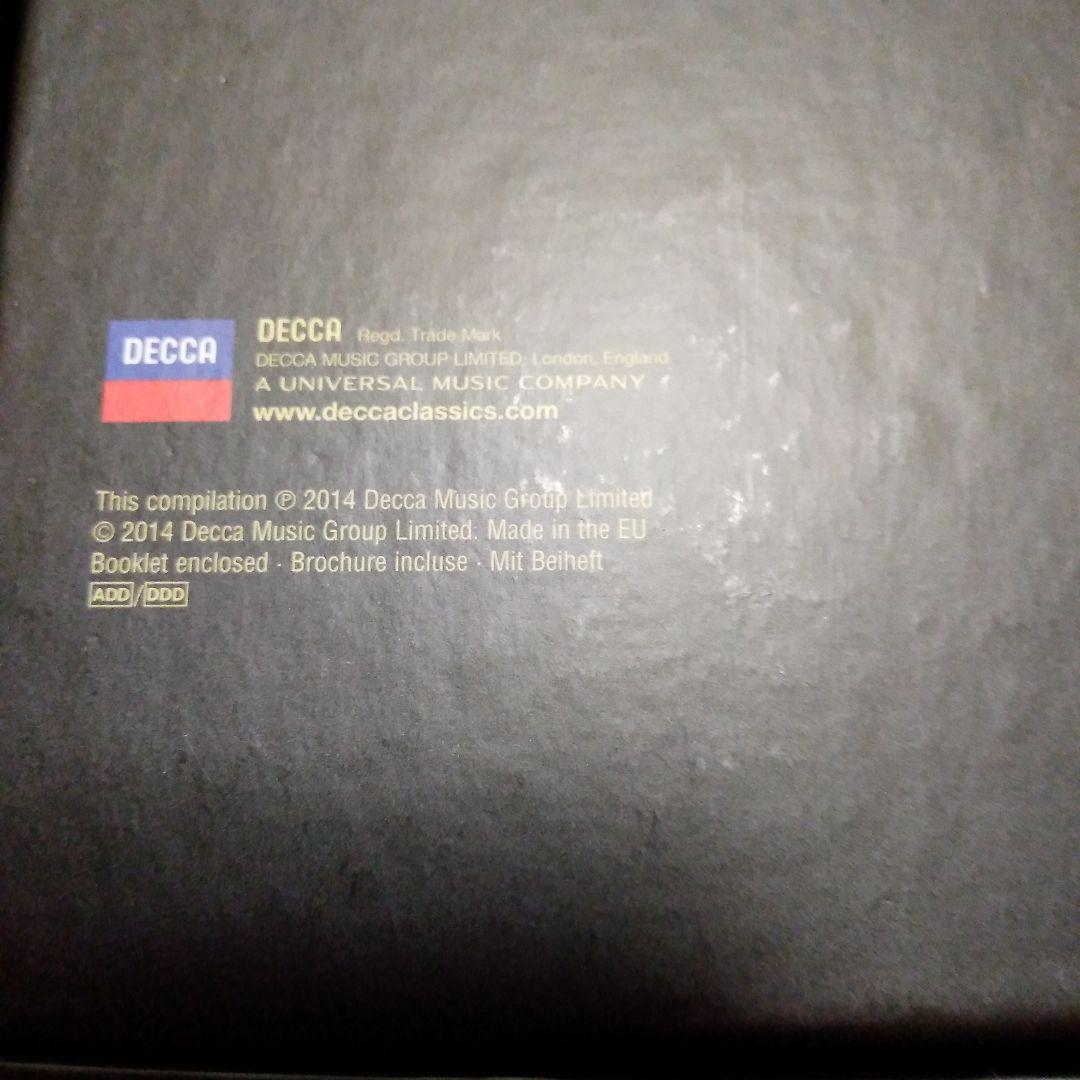 DECCA
DECCA Regd. Trade Mark
DECCA MUSIC GROUP LIMITED, London, England
A UNIVERSAL MUSIC COMPANY
www.deccaclassics.com
This compilation ℗ 2014 Decca Music Group Limited
© 2014 Decca Music Group Limited. Made in the EU
Booklet enclosed · Brochure incluse · Mit Beiheft
ADD/DDD